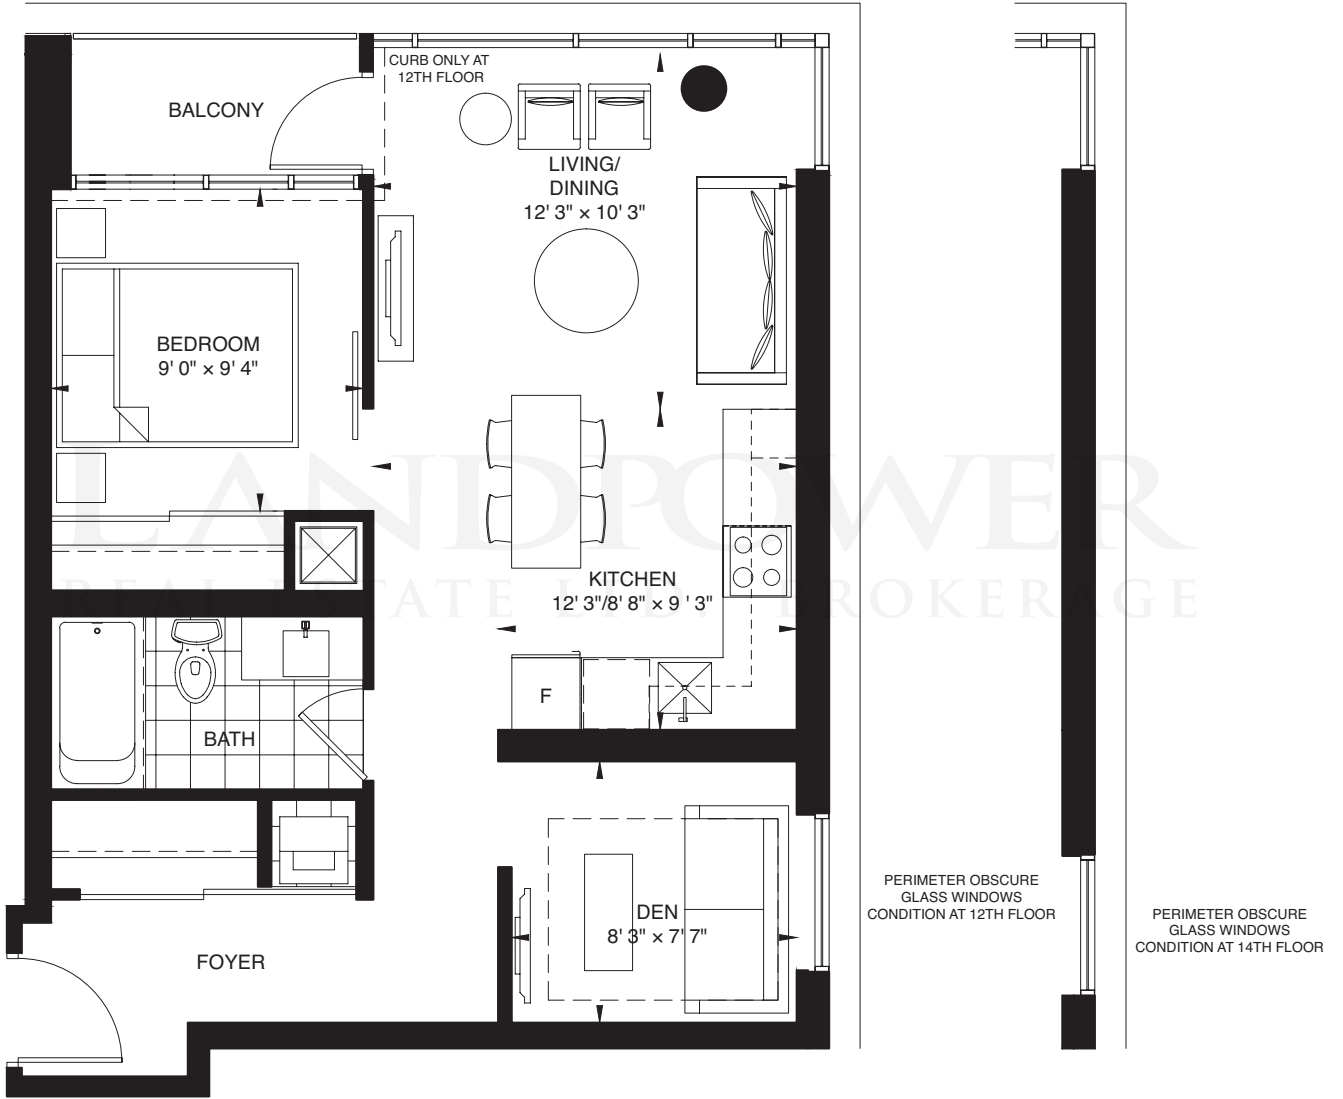 CURB ONLY AT
12TH FLOOR
BALCONY
LIVING/
DINING
12' 3" × 10' 3"
BEDROOM
9' 0" × 9' 4"
LANDPOWER
REAL ESTATE LTD. BROKERAGE
KITCHEN
12' 3"/8' 8" × 9 ' 3"
F
BATH
DEN
8' 3" × 7' 7"
FOYER
PERIMETER OBSCURE
GLASS WINDOWS
CONDITION AT 12TH FLOOR
PERIMETER OBSCURE
GLASS WINDOWS
CONDITION AT 14TH FLOOR